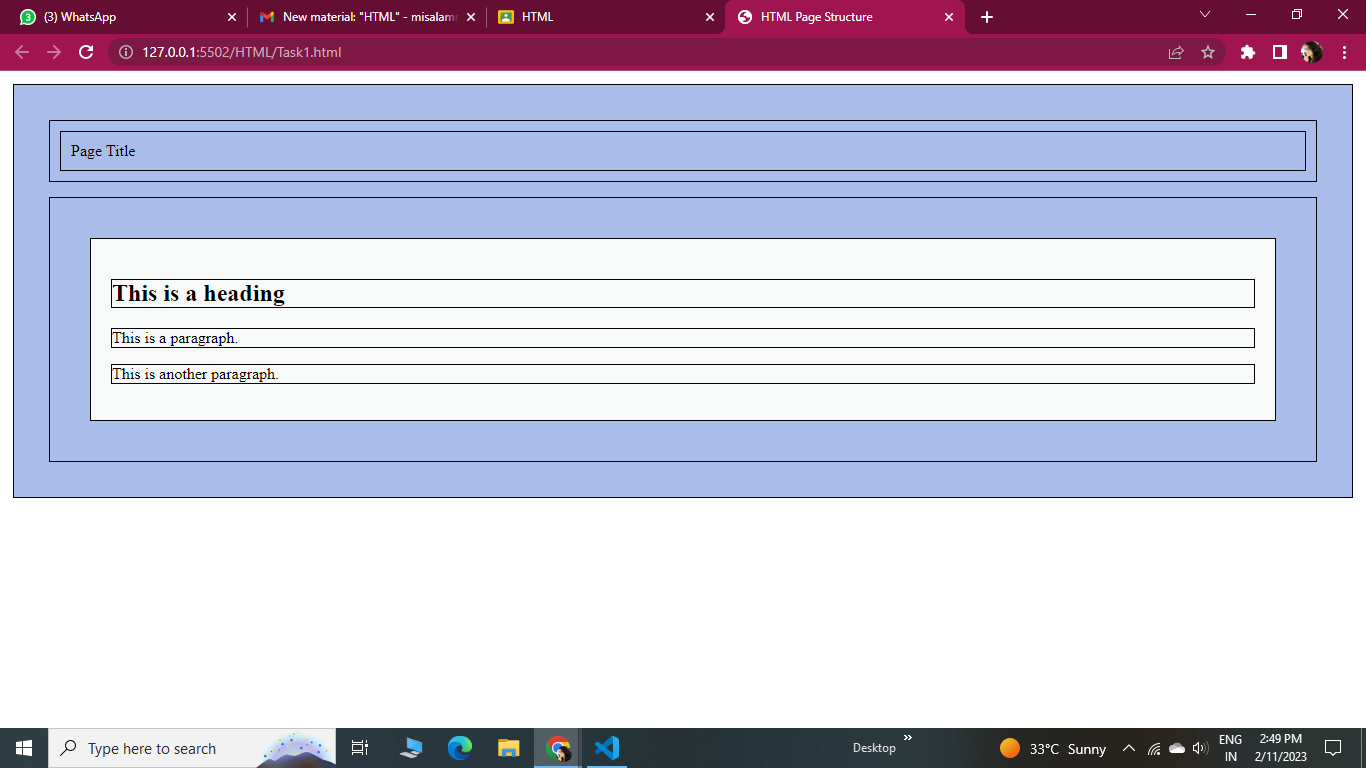 3 (3) WhatsApp
New material: "HTML" - misalamr
HTML
HTML Page Structure
127.0.0.1:5502/HTML/Task1.html
Page Title
This is a heading
This is a paragraph.
This is another paragraph.
Type here to search
Desktop
33°C Sunny
ENG
IN
2:49 PM
2/11/2023